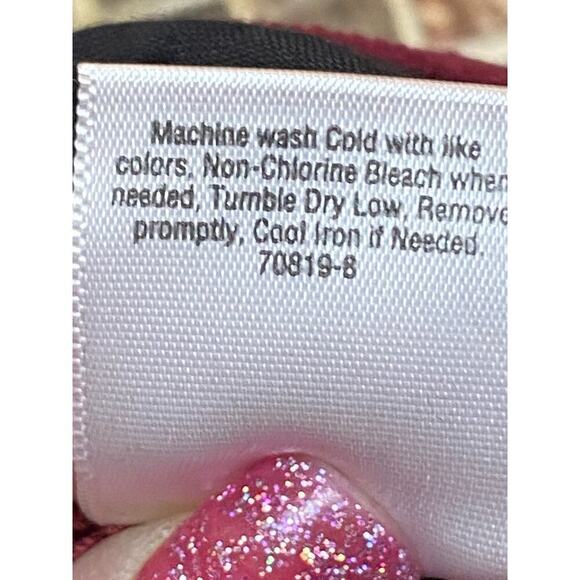 Machine wash Cold with like
colors, Non-Chlorine Bleach when
needed, Tumble Dry Low, Remove
promptly, Cool Iron if Needed.
70819-8